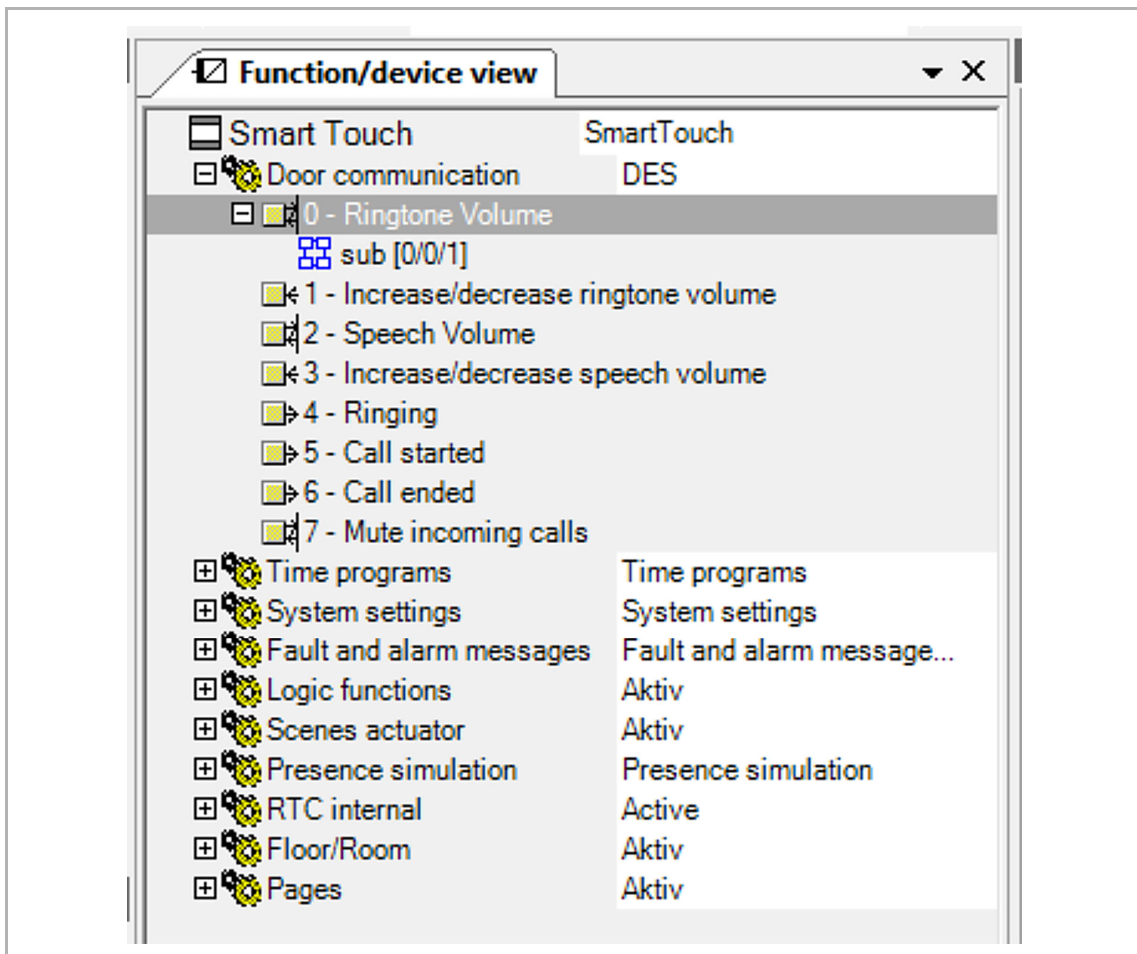 Function/device view
Smart Touch SmartTouch
Door communication DES
0 - Ringtone Volume
sub [0/0/1]
1 - Increase/decrease ringtone volume
2 - Speech Volume
3 - Increase/decrease speech volume
4 - Ringing
5 - Call started
6 - Call ended
7 - Mute incoming calls
Time programs Time programs
System settings System settings
Fault and alarm messages Fault and alarm message...
Logic functions Aktiv
Scenes actuator Aktiv
Presence simulation Presence simulation
RTC internal Active
Floor/Room Aktiv
Pages Aktiv